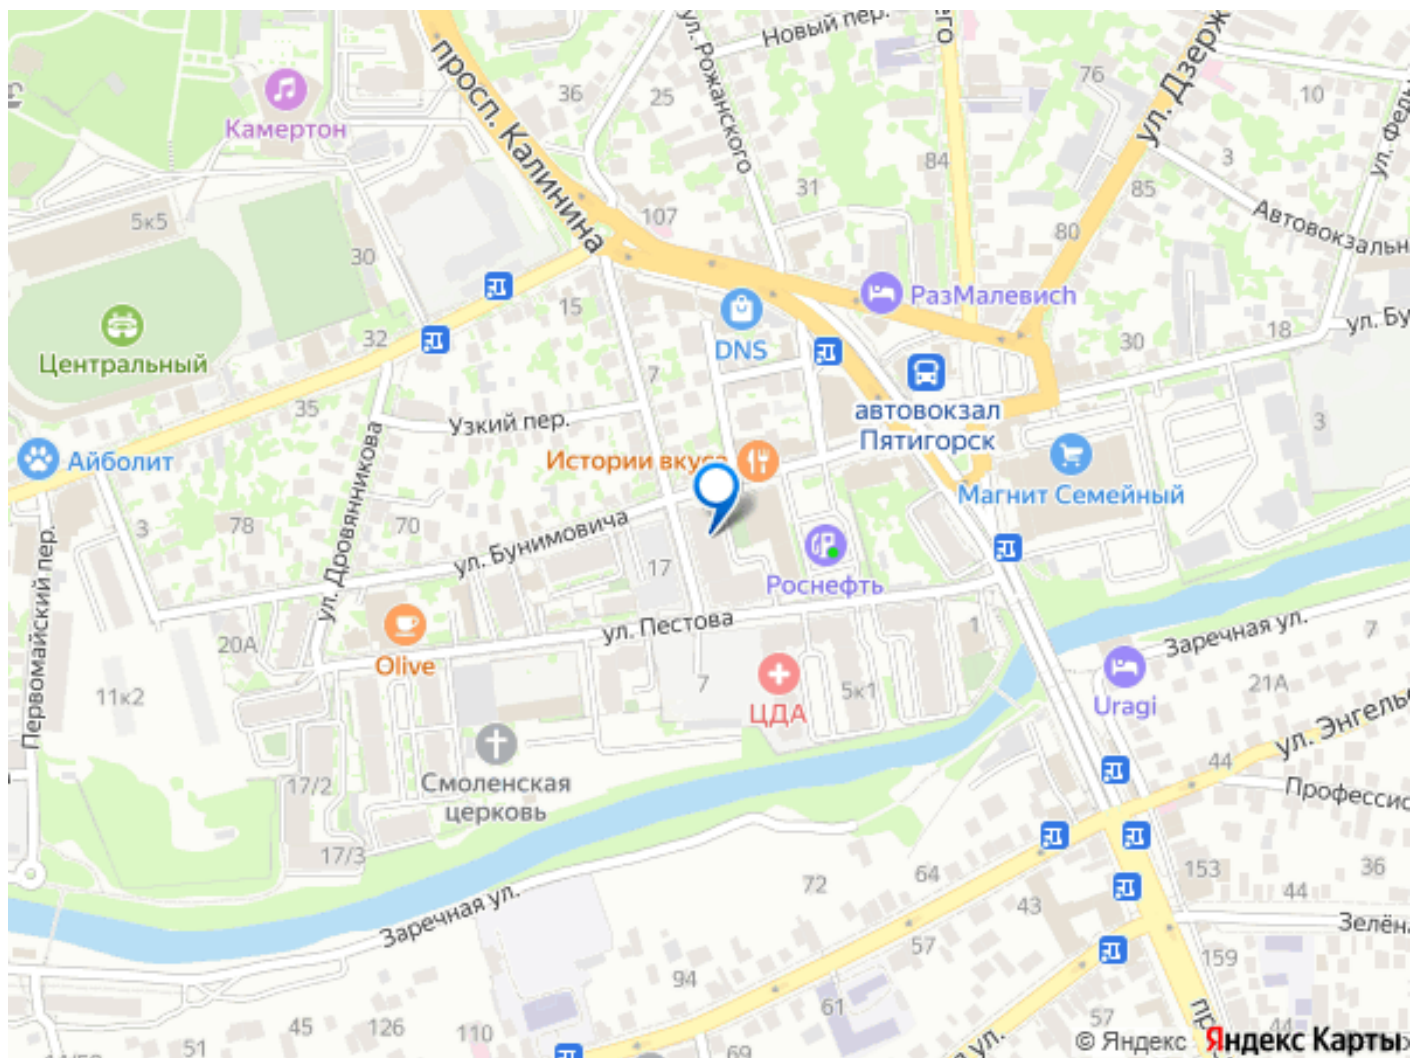 Новый пер.
ул. Рожанского
просп. Калинина
ул. Дзерж
76
10
36
25
Камертон
3
84
ул. Федь
31
85
5к5
107
80
Автовокзальн
30
РазМалевич
15
18
ул. Бу
32
DNS
30
Центральный
7
автовокзал
Пятигорск
35
Узкий пер.
3
Айболит
ул. Дровянникова
Истории вкуса
Магнит Семейный
3
78
70
ул. Бунимовича
17
Роснефть
Первомайский пер.
ул. Пестова
1
Заречная ул.
7
20А
Olive
7
ЦДА
5к1
21А
Uragi
11к2
ул. Энгельс
Смоленская
церковь
44
17/2
Професси
17/3
64
72
153
36
44
43
Заречная ул.
57
Зелён
159
94
61
45
126
110
57
44
51
69
ул.
© Яндекс
Яндекс Карты